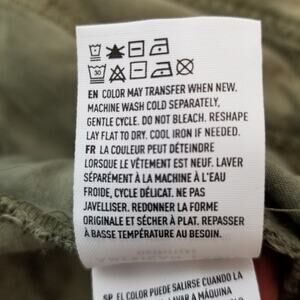 30
EN COLOR MAY TRANSFER WHEN NEW.
MACHINE WASH COLD SEPARATELY,
GENTLE CYCLE. DO NOT BLEACH. RESHAPE
LAY FLAT TO DRY. COOL IRON IF NEEDED.
FR LA COULEUR PEUT DÉTEINDRE
LORSQUE LE VÊTEMENT EST NEUF. LAVER
SÉPARÉMENT À LA MACHINE À L'EAU
FROIDE, CYCLE DÉLICAT. NE PAS
JAVELLISER. REDONNER LA FORME
ORIGINALE ET SÉCHER À PLAT. REPASSER
À BASSE TEMPÉRATURE AU BESOIN.
SP EL COLOR PUEDE SALIRSE CUANDO LA
LAVAR A MÁQUINA